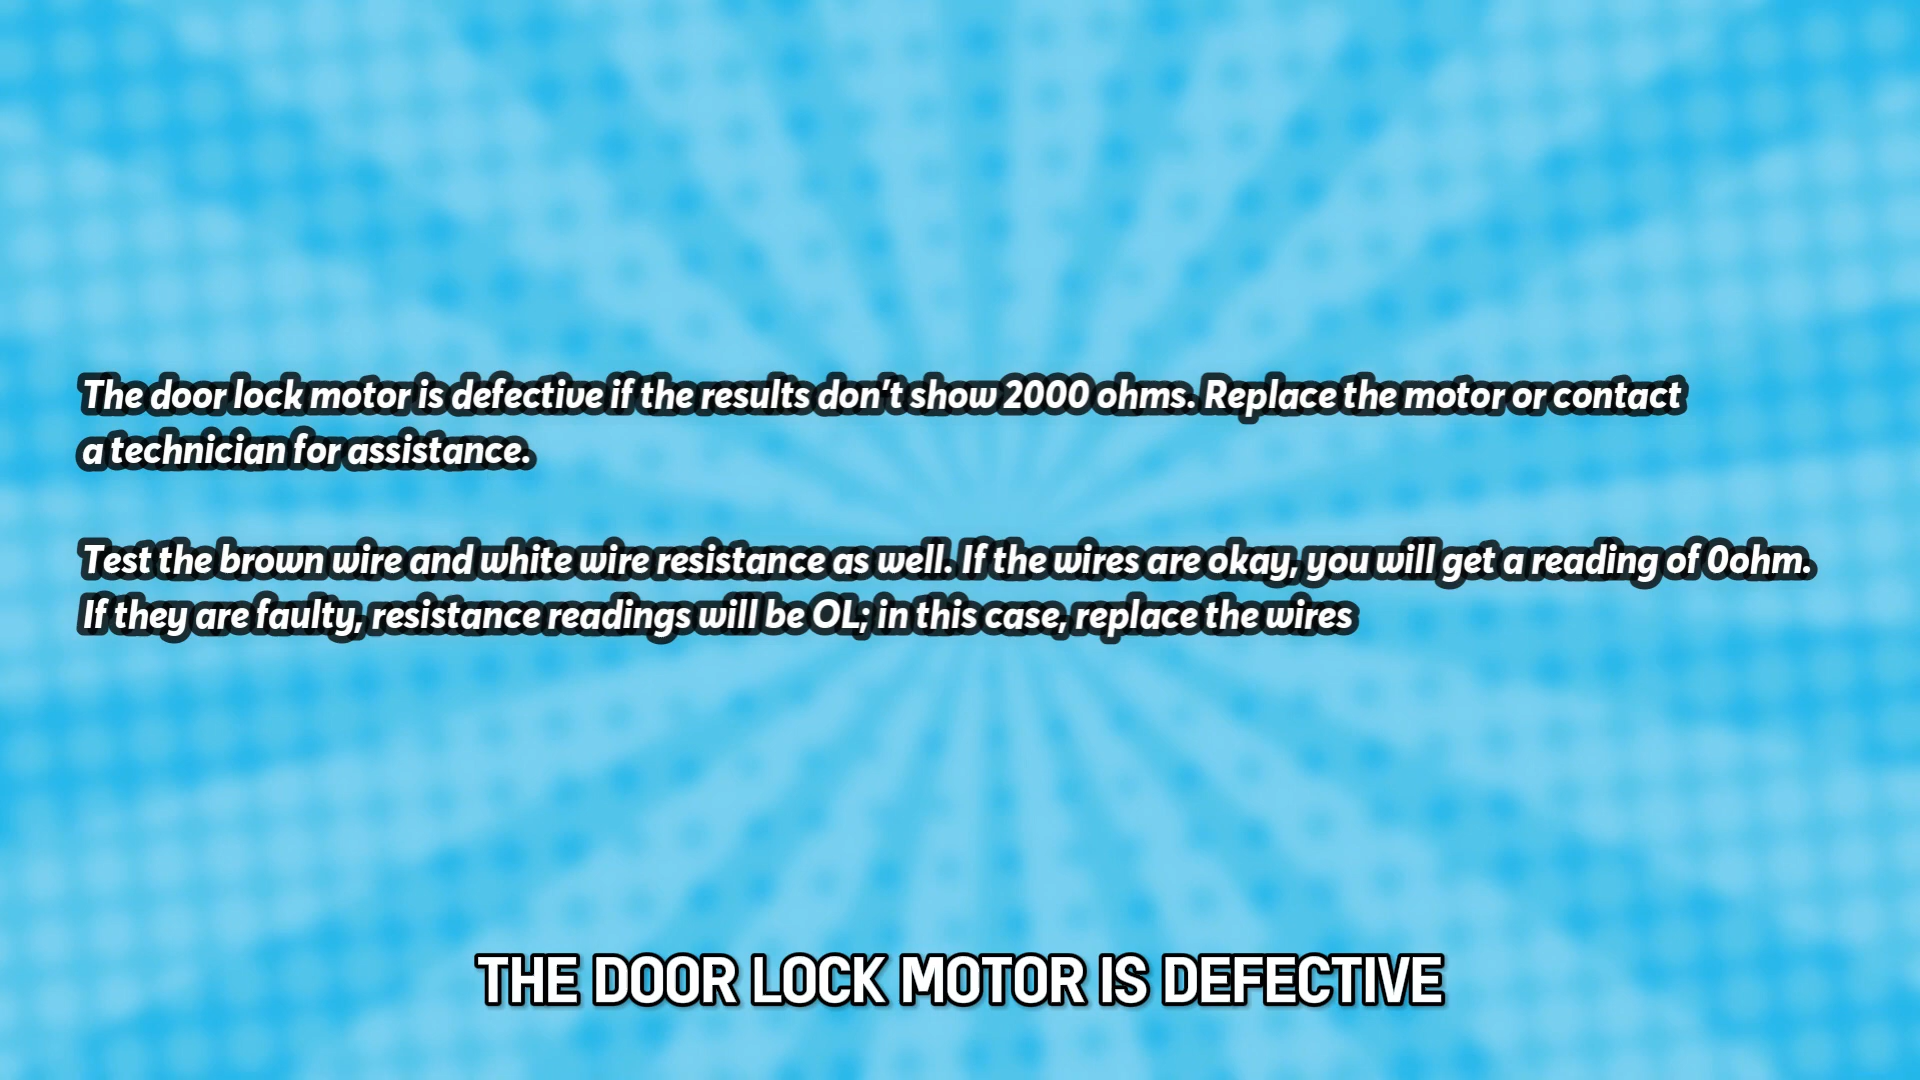 The door lock motor is defective if the results don't show 2000 ohms. Replace the motor or contact
a technician for assistance.
Test the brown wire and white wire resistance as well. If the wires are okay, you will get a reading of 0ohm.
If they are faulty, resistance readings will be OL; in this case, replace the wires
THE DOOR LOCK MOTOR IS DEFECTIVE